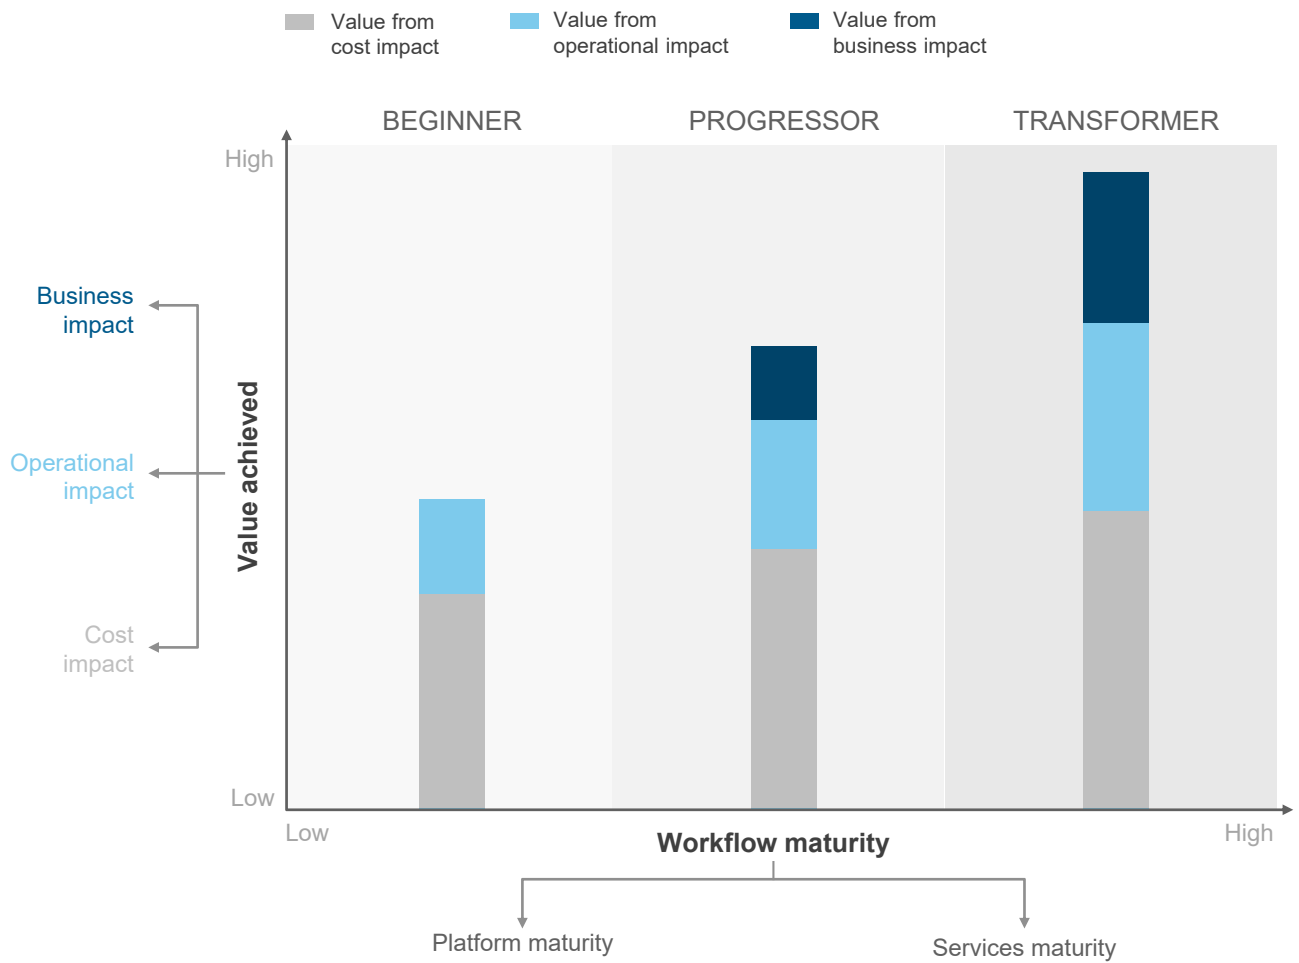 Value from
cost impact
Value from
operational impact
Value from
business impact
BEGINNER
PROGRESSOR
TRANSFORMER
High
Business
impact
Operational
impact
Value achieved
Cost
impact
Low
Low
Workflow maturity
High
Platform maturity
Services maturity